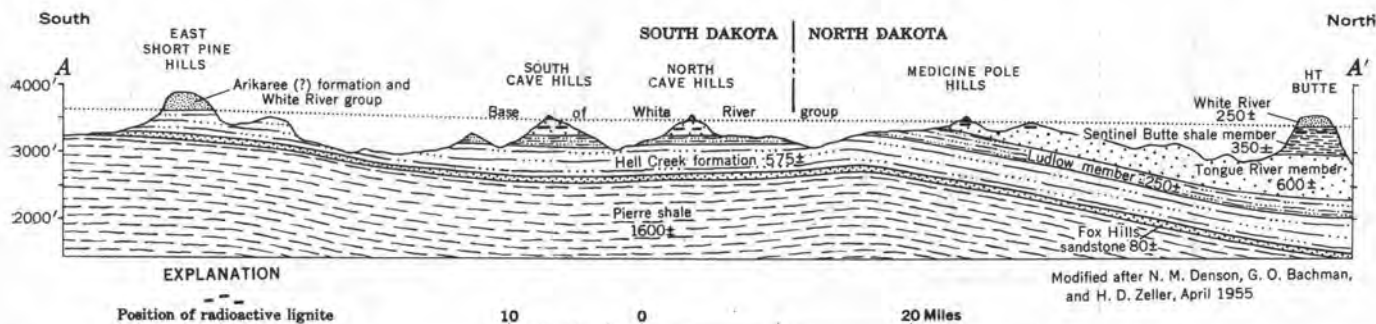 South
North
EAST
SHORT PINE
HILLS
SOUTH DAKOTA
NORTH DAKOTA
A
A'
Arikaree (?) formation and
White River group
SOUTH
CAVE HILLS
NORTH
CAVE HILLS
MEDICINE POLE
HILLS
HT
BUTTE
4000'
3000'
2000'
Base of White River group
White River
250±
Sentinel Butte shale member
350±
Hell Creek formation 575±
Ludlow member 250±
Tongue River member
600±
Pierre shale
1600±
Fox Hills
sandstone 80±
EXPLANATION
Position of radioactive lignite
10 0 20 Miles
Modified after N. M. Denson, G. O. Bachman,
and H. D. Zeller, April 1955